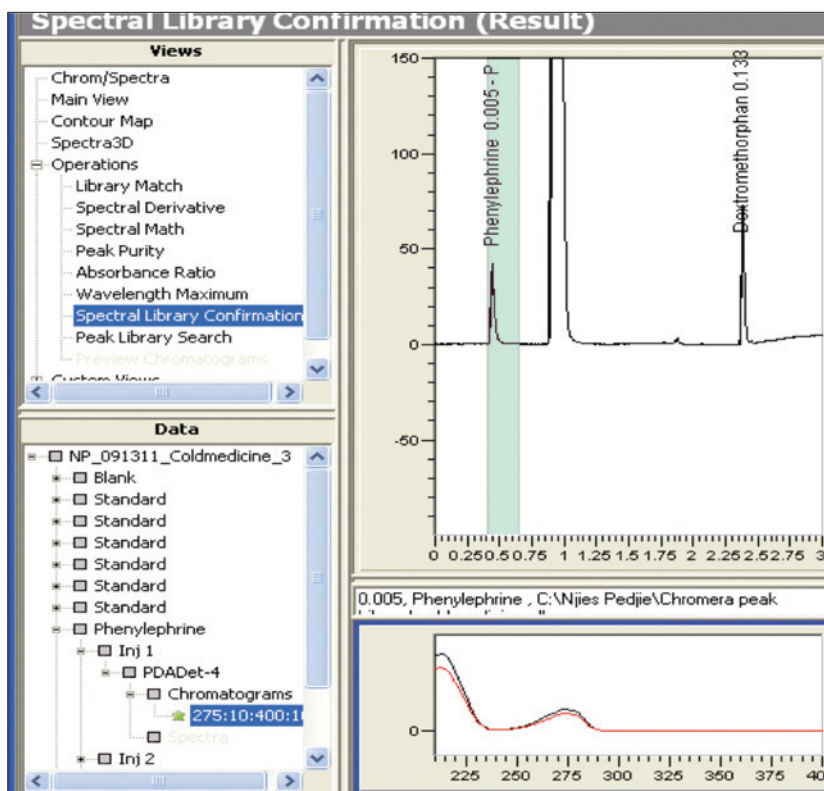 Spectral Library Confirmation (Result)
Views
Chrom/Spectra
Main View
Contour Map
Spectra3D
Operations
Library Match
Spectral Derivative
Spectral Math
Peak Purity
Absorbance Ratio
Wavelength Maximum
Spectral Library Confirmation
Peak Library Search
Preview Chromatograms
Custom Views
Data
NP_091311_Coldmedicine_3
Blank
Standard
Standard
Standard
Standard
Standard
Phenylephrine
Inj 1
PDADet-4
Chromatograms
275:10:400:1
Spectra
Inj 2
150
100
50
0
-50
Phenylephrine 0.005 - P
Dextromethorphan 0.133
0 0.25 0.5 0.75 1 1.25 1.5 1.75 2 2.25 2.5 2.75 3
0.005, Phenylephrine , C:\Njies Pedjie\Chromera peak
0
225 250 275 300 325 350 375 40